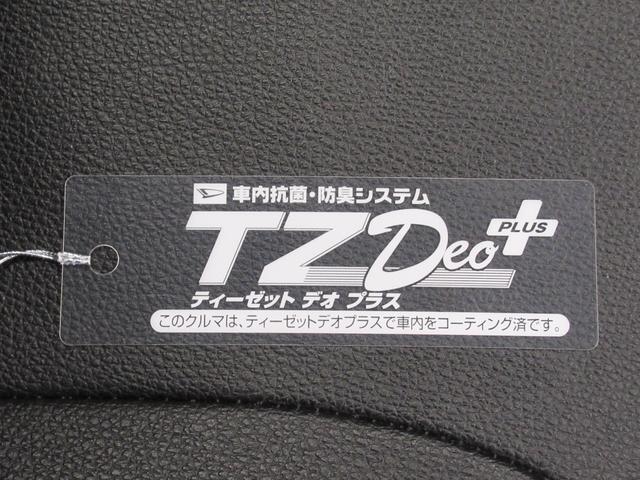 車内抗菌・防臭システム
TZ Deo PLUS
ティーゼット デオ プラス
このクルマは、ティーゼットデオプラスで車内をコーティング済です。